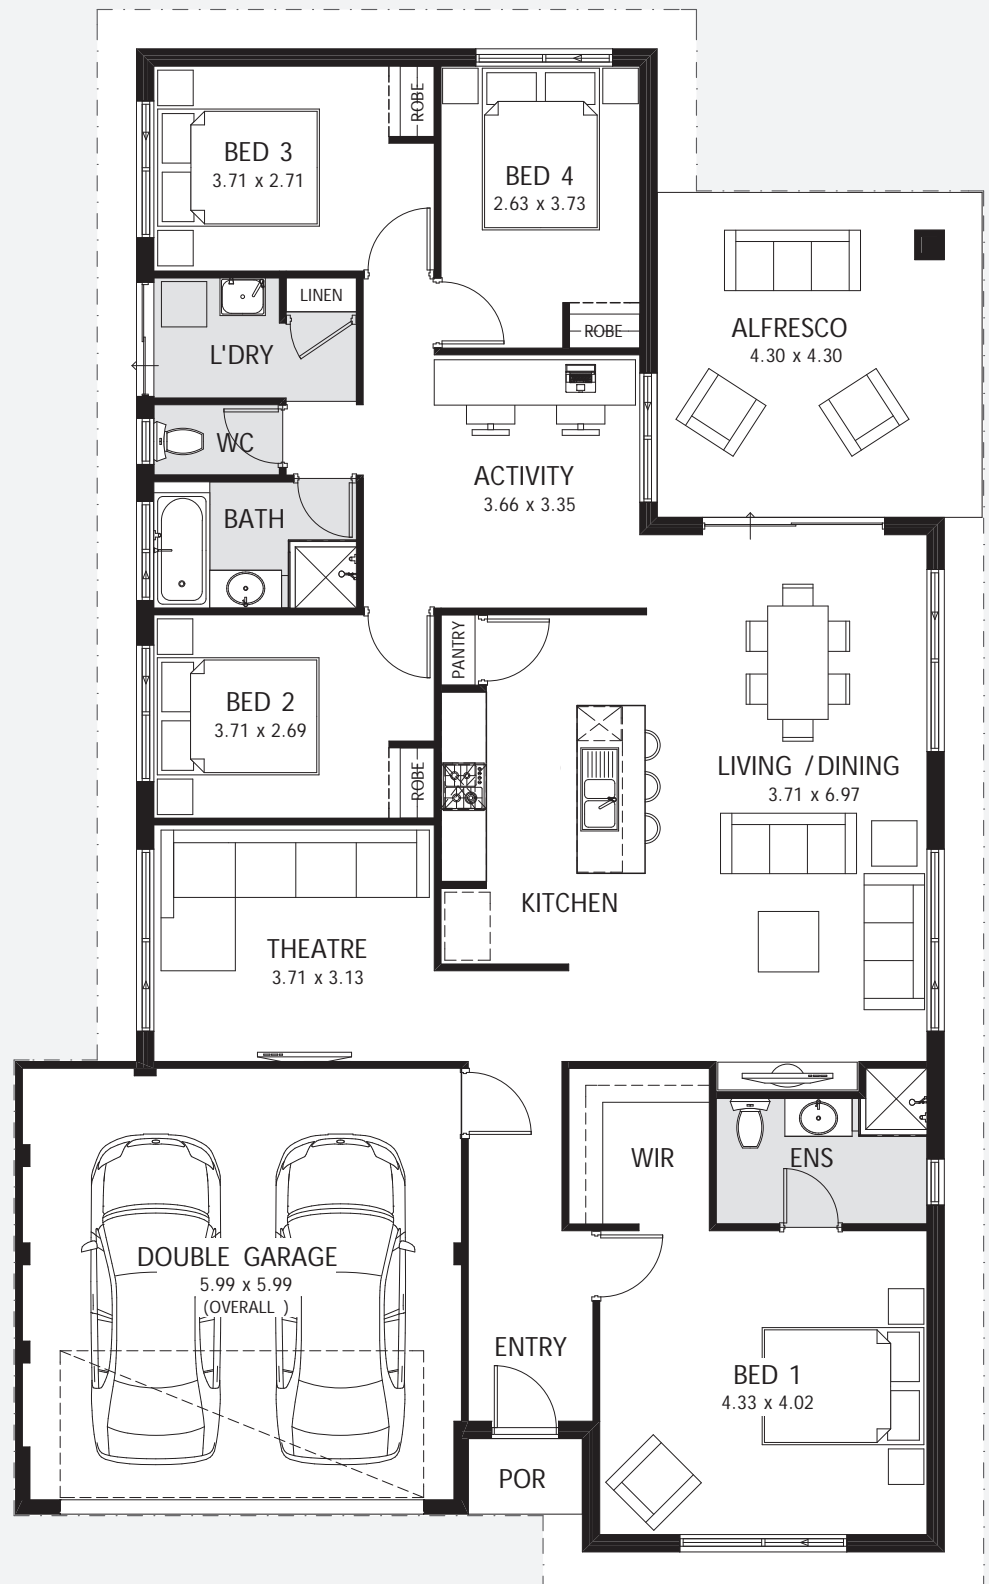 ROBE
BED 3
3.71 x 2.71
BED 4
2.63 x 3.73
LINEN
ROBE
ALFRESCO
4.30 x 4.30
L'DRY
WC
ACTIVITY
3.66 x 3.35
BATH
PANTRY
BED 2
3.71 x 2.69
ROBE
LIVING / DINING
3.71 x 6.97
KITCHEN
THEATRE
3.71 x 3.13
WIR
ENS
DOUBLE GARAGE
5.99 x 5.99
(OVERALL )
ENTRY
BED 1
4.33 x 4.02
POR